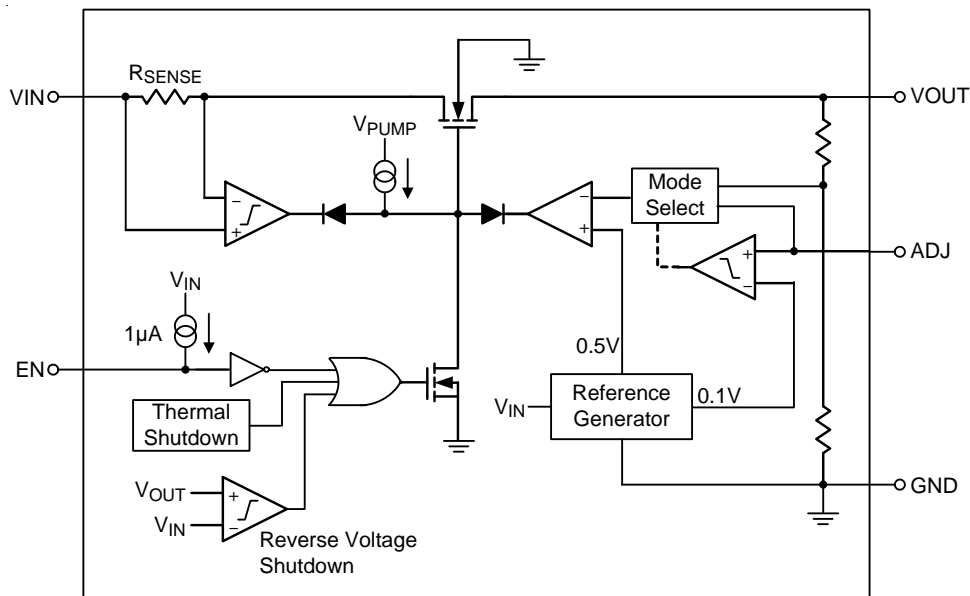 VIN
RSENSE
VOUT
VPUMP
−
+
Mode
Select
−
+
ADJ
+
−
VIN
1µA
EN
0.5V
Thermal
Shutdown
VIN
Reference
Generator
0.1V
VOUT
+
VIN
−
GND
Reverse Voltage
Shutdown